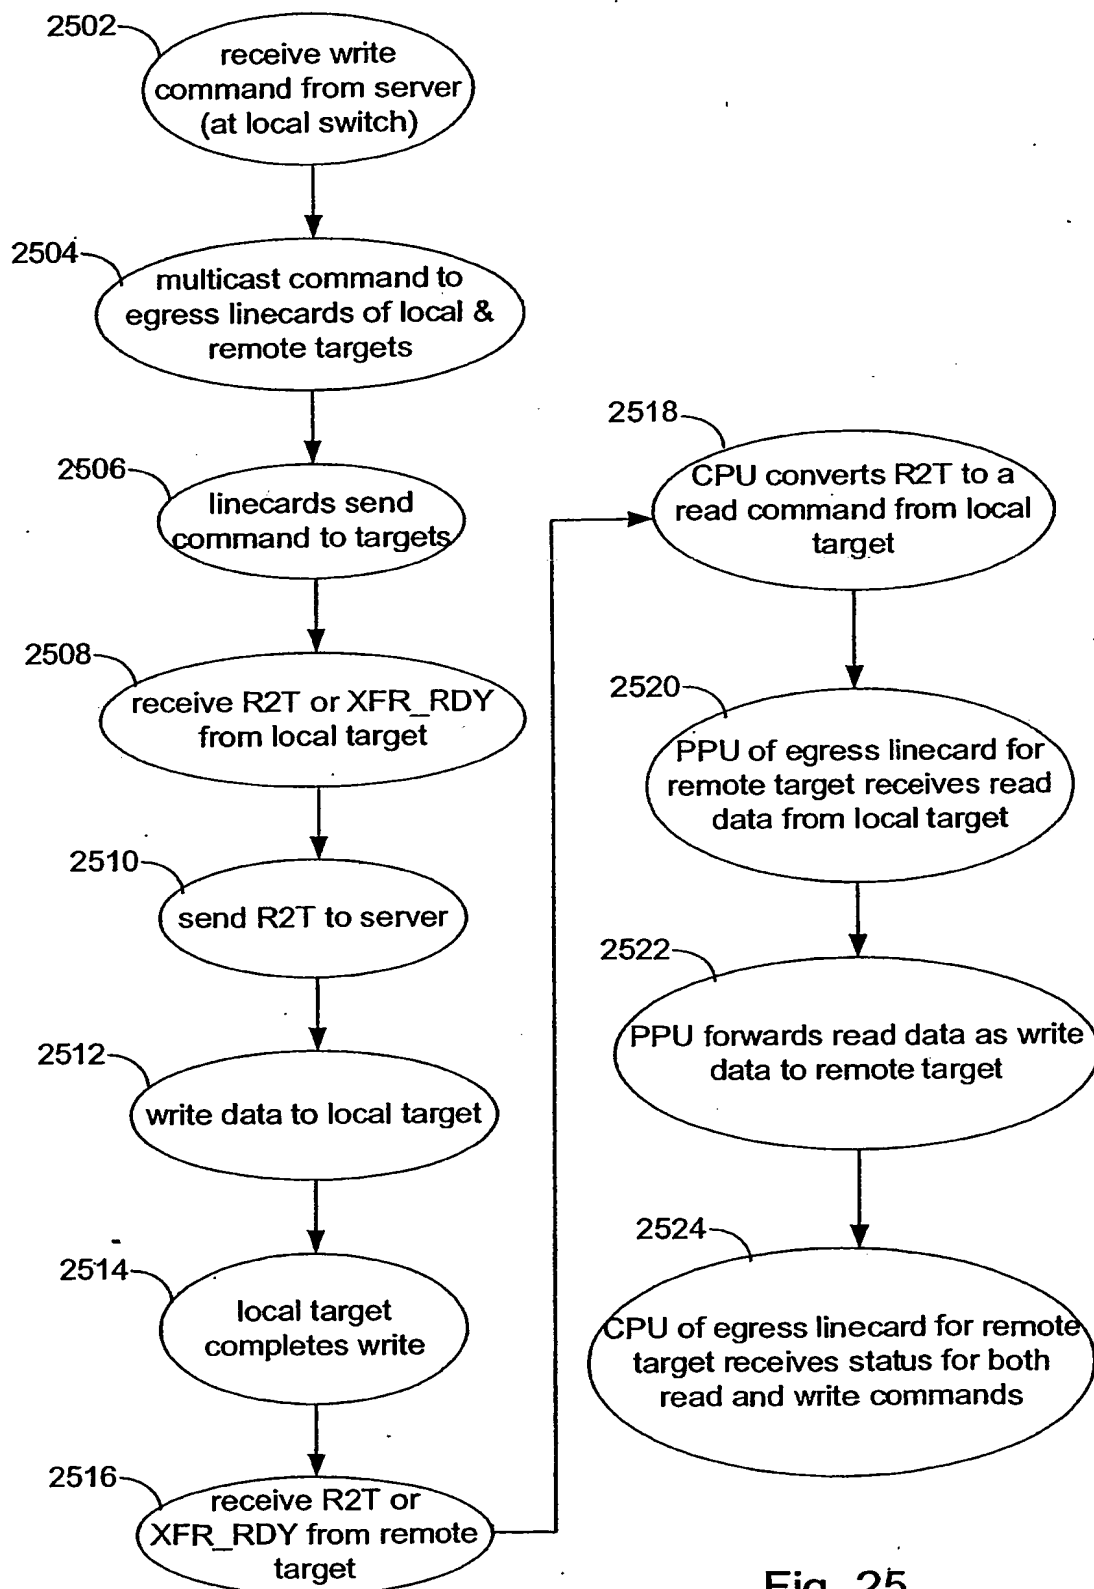 2502
receive write
command from server
(at local switch)
2504
multicast command to
egress linecards of local &
remote targets
2506
linecards send
command to targets
2508
receive R2T or XFR_RDY
from local target
2510
send R2T to server
2512
write data to local target
2514
local target
completes write
2516
receive R2T or
XFR_RDY from remote
target
2518
CPU converts R2T to a
read command from local
target
2520
PPU of egress linecard for
remote target receives read
data from local target
2522
PPU forwards read data as write
data to remote target
2524
CPU of egress linecard for remote
target receives status for both
read and write commands
Fig. 25